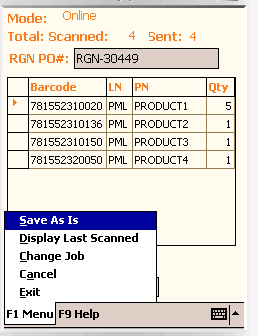 Mode: Online
Total: Scanned: 4 Sent: 4
RGN PO#: RGN-30449
Barcode LN PN Qty
781552310020 PML PRODUCT1 5
781552310136 PML PRODUCT2 1
781552310150 PML PRODUCT3 1
781552320050 PML PRODUCT4 1
Save As Is
Display Last Scanned
Change Job
Cancel
Exit
F1 Menu F9 Help